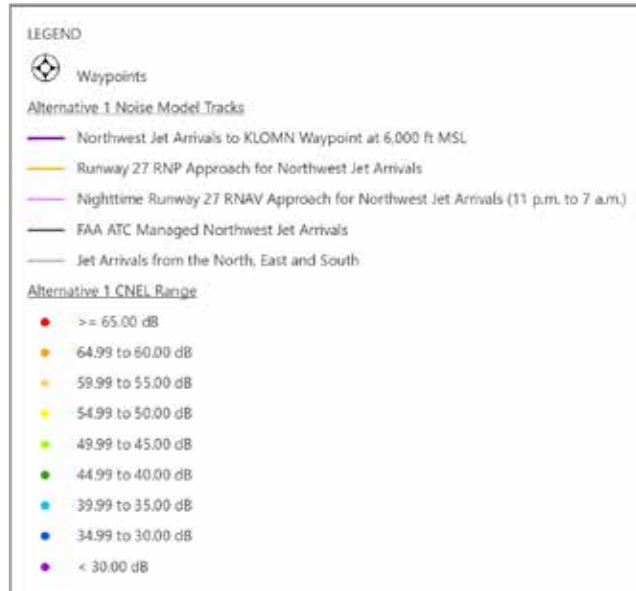 LEGEND
Waypoints
Alternative 1 Noise Model Tracks
Northwest Jet Arrivals to KLOMN Waypoint at 6,000 ft MSL
Runway 27 RNP Approach for Northwest Jet Arrivals
Nighttime Runway 27 RNAV Approach for Northwest Jet Arrivals (11 p.m. to 7 a.m.)
FAA ATC Managed Northwest Jet Arrivals
Jet Arrivals from the North, East and South
Alternative 1 CNEL Range
>= 65.00 dB
64.99 to 60.00 dB
59.99 to 55.00 dB
54.99 to 50.00 dB
49.99 to 45.00 dB
44.99 to 40.00 dB
39.99 to 35.00 dB
34.99 to 30.00 dB
< 30.00 dB